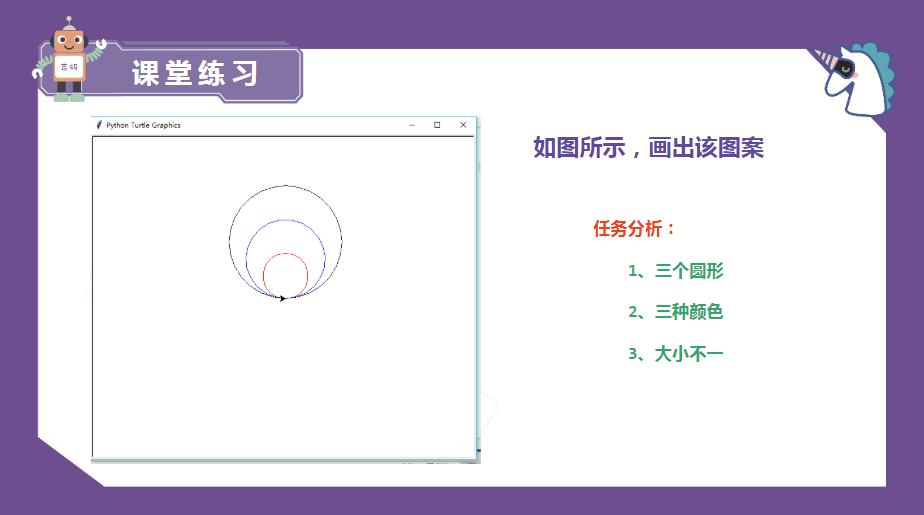 课堂练习
Python Turtle Graphics
如图所示，画出该图案
任务分析：
1、三个圆形
2、三种颜色
3、大小不一